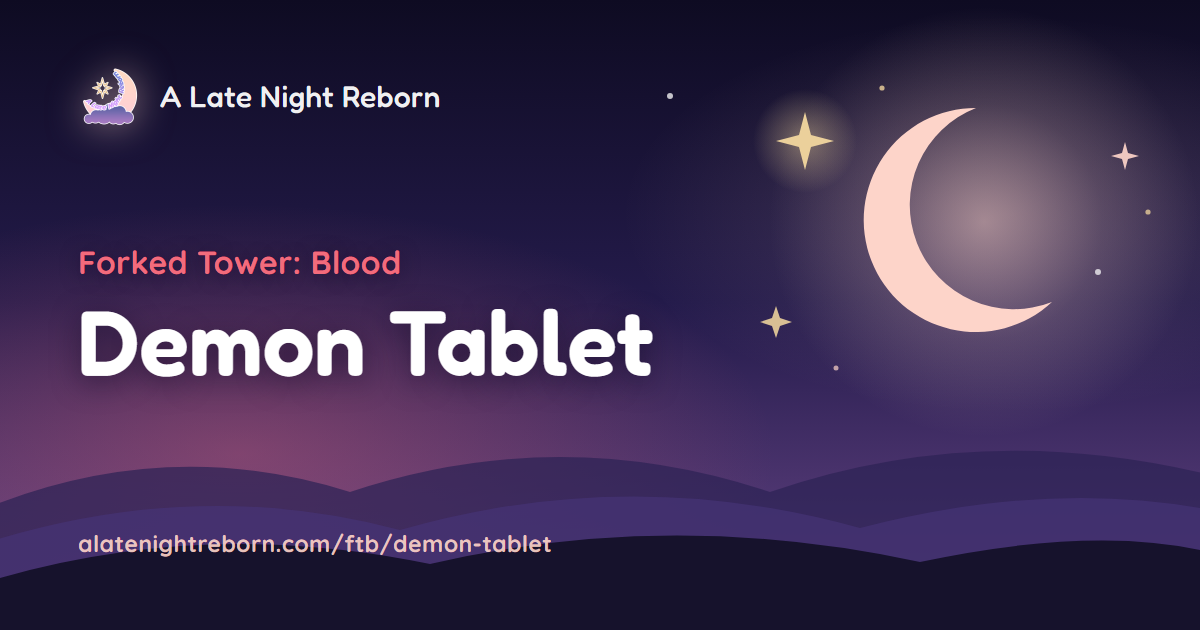 A Late Night Reborn
Forked Tower: Blood
Demon Tablet
alatenightreborn.com/ftb/demon-tablet